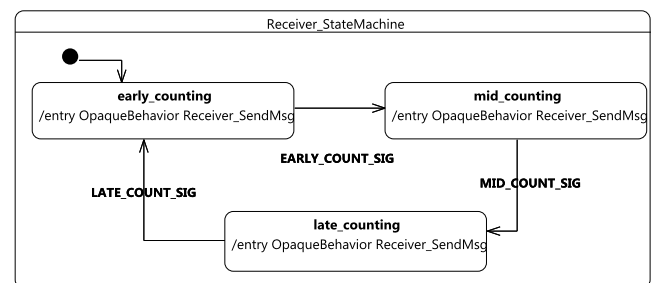 Receiver_StateMachine
early_counting
/entry OpaqueBehavior Receiver_SendMsg
mid_counting
/entry OpaqueBehavior Receiver_SendMsg
EARLY_COUNT_SIG
MID_COUNT_SIG
LATE_COUNT_SIG
late_counting
/entry OpaqueBehavior Receiver_SendMsg